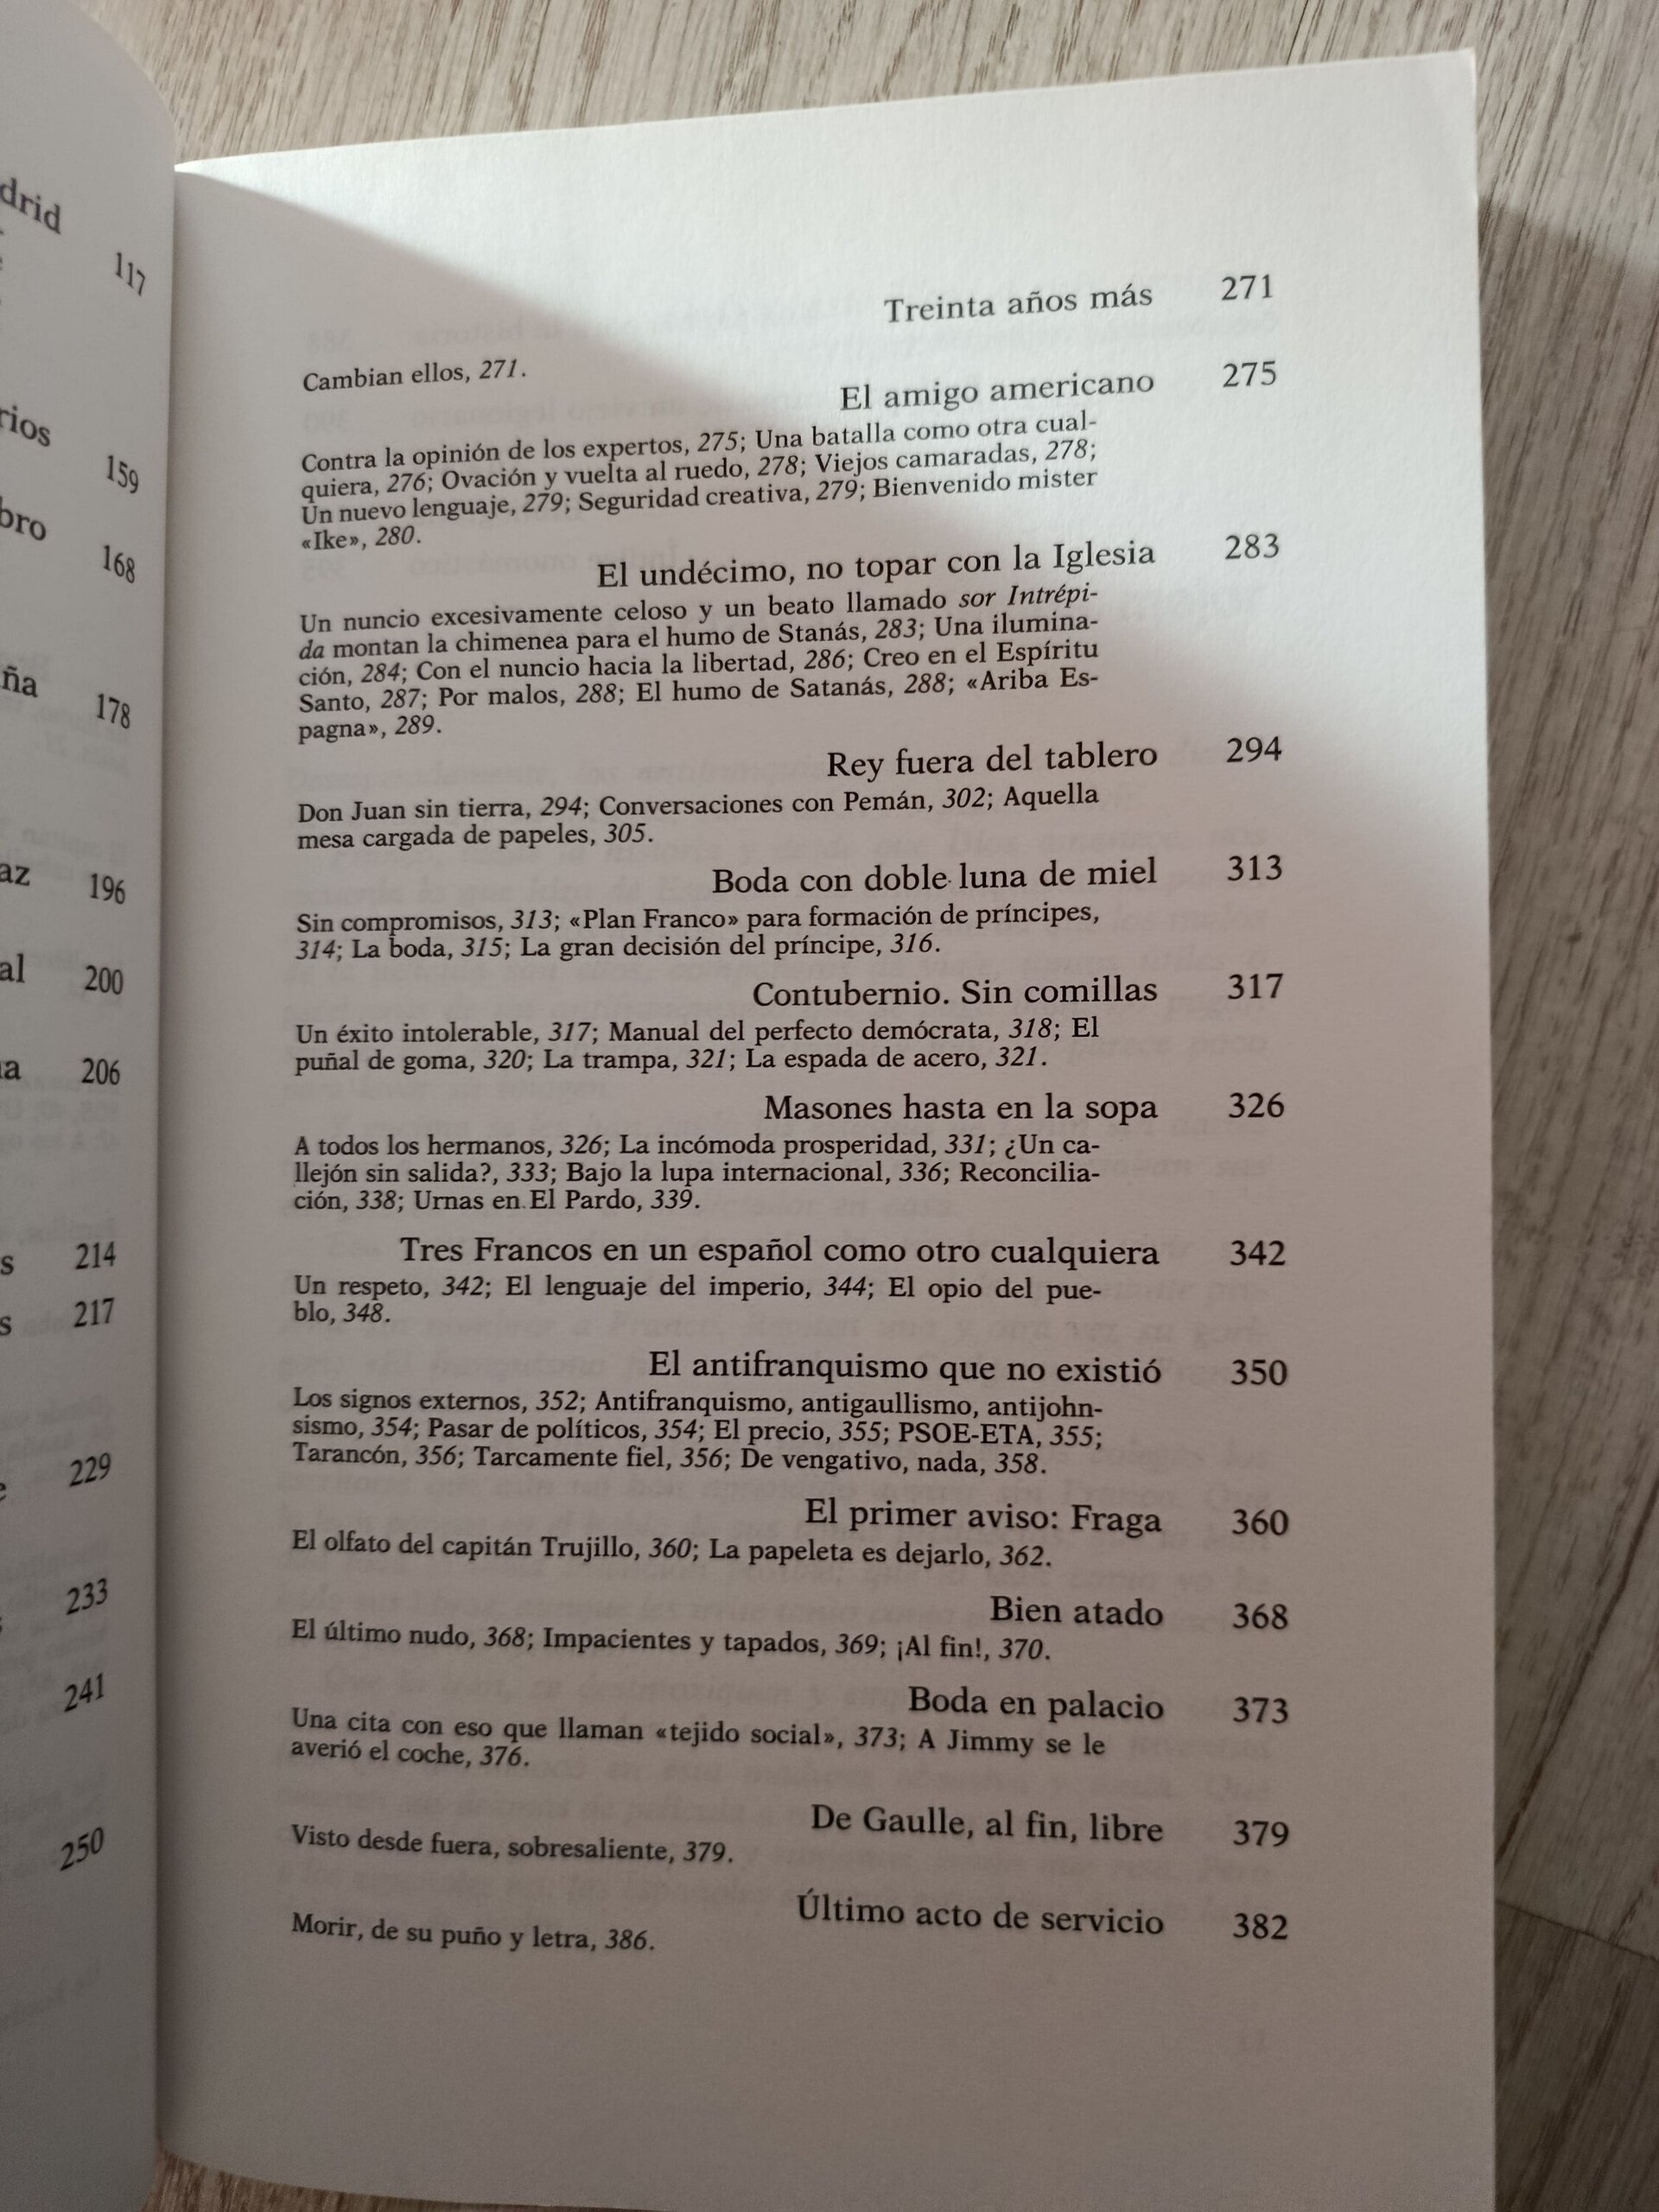 drid
117
rios
159
bro
168
ña
178
az 196
al 200
a 206
s 214
s 217
229
233
241
250
Treinta años más 271
Cambian ellos, 271.
El amigo americano 275
Contra la opinión de los expertos, 275; Una batalla como otra cual-
quiera, 276; Ovación y vuelta al ruedo, 278; Viejos camaradas, 278;
Un nuevo lenguaje, 279; Seguridad creativa, 279; Bienvenido mister
«Ike», 280.
El undécimo, no topar con la Iglesia 283
Un nuncio excesivamente celoso y un beato llamado sor Intrépi-
da montan la chimenea para el humo de Stanás, 283; Una ilumina-
ción, 284; Con el nuncio hacia la libertad, 286; Creo en el Espíritu
Santo, 287; Por malos, 288; El humo de Satanás, 288; «Ariba Es-
pagna», 289.
Rey fuera del tablero 294
Don Juan sin tierra, 294; Conversaciones con Pemán, 302; Aquella
mesa cargada de papeles, 305.
Boda con doble luna de miel 313
Sin compromisos, 313; «Plan Franco» para formación de príncipes,
314; La boda, 315; La gran decisión del príncipe, 316.
Contubernio. Sin comillas 317
Un éxito intolerable, 317; Manual del perfecto demócrata, 318; El
puñal de goma, 320; La trampa, 321; La espada de acero, 321.
Masones hasta en la sopa 326
A todos los hermanos, 326; La incómoda prosperidad, 331; ¿Un ca-
llejón sin salida?, 333; Bajo la lupa internacional, 336; Reconcilia-
ción, 338; Urnas en El Pardo, 339.
Tres Francos en un español como otro cualquiera 342
Un respeto, 342; El lenguaje del imperio, 344; El opio del pue-
blo, 348.
El antifranquismo que no existió 350
Los signos externos, 352; Antifranquismo, antigaullismo, antijohn-
sismo, 354; Pasar de políticos, 354; El precio, 355; PSOE-ETA, 355;
Tarancón, 356; Tarcamente fiel, 356; De vengativo, nada, 358.
El primer aviso: Fraga 360
El olfato del capitán Trujillo, 360; La papeleta es dejarlo, 362.
Bien atado 368
El último nudo, 368; Impacientes y tapados, 369; ¡Al fin!, 370.
Boda en palacio 373
Una cita con eso que llaman «tejido social», 373; A Jimmy se le
averió el coche, 376.
De Gaulle, al fin, libre 379
Visto desde fuera, sobresaliente, 379.
Último acto de servicio 382
Morir, de su puño y letra, 386.